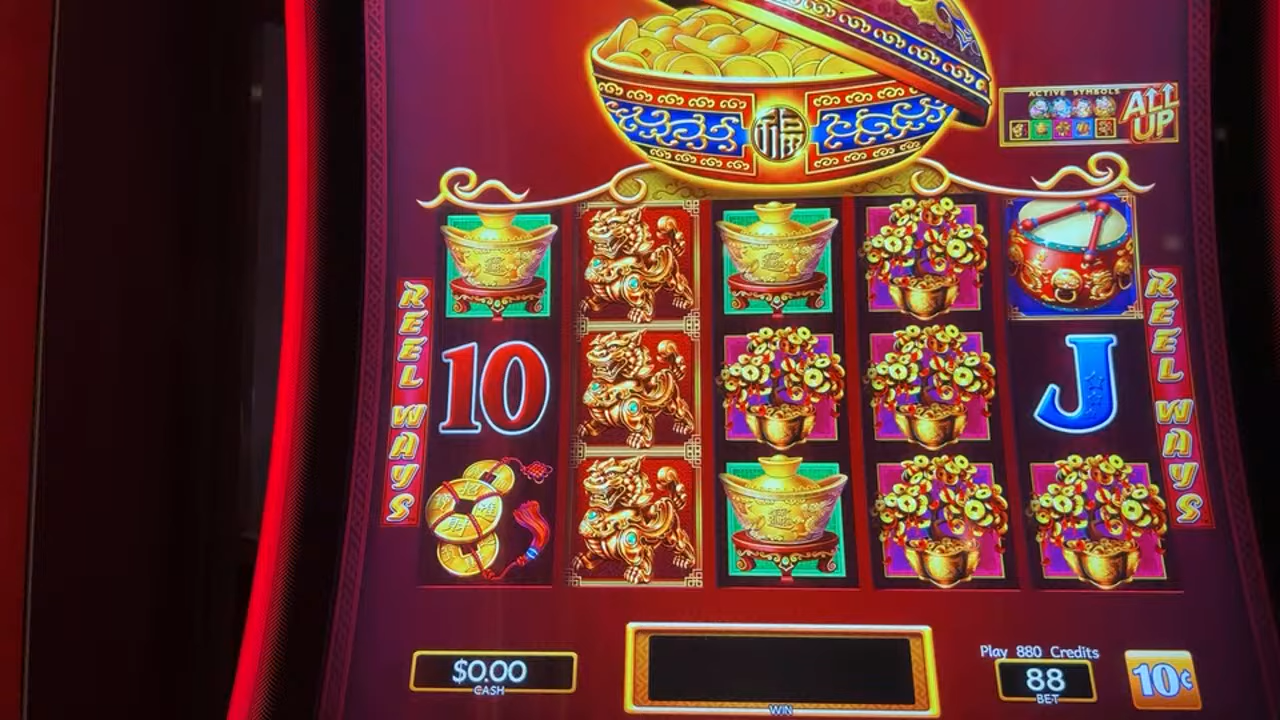 福
ACTIVE SYMBOLS
ALL
UP
REEL WAYS
REEL WAYS
10
J
$0.00
CASH
WIN
Play 880 Credits
88
BET
10¢